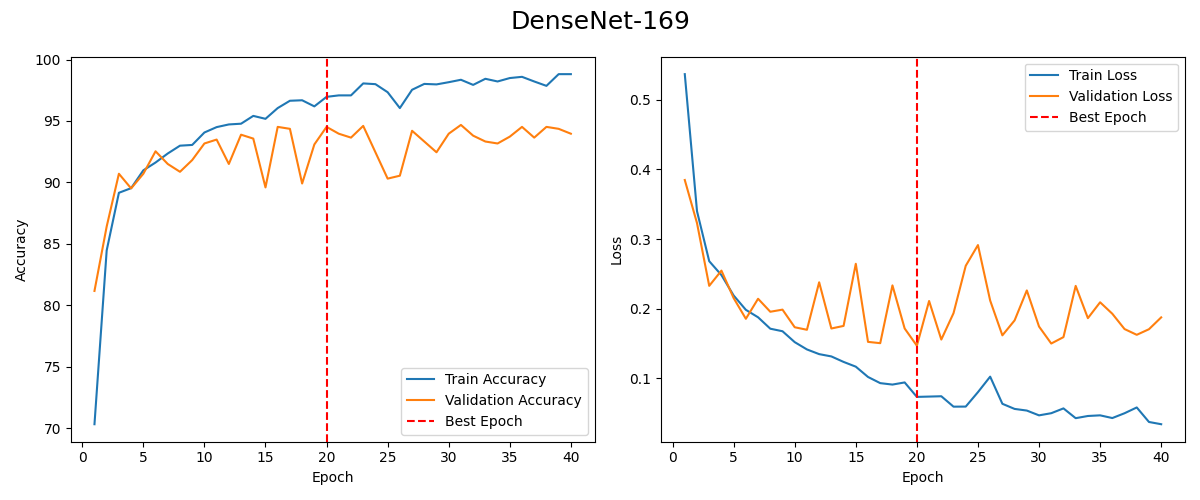 DenseNet-169
100
95
90
85
80
75
70
Accuracy
0 5 10 15 20 25 30 35 40
Epoch
Train Accuracy
Validation Accuracy
Best Epoch
0.5
0.4
0.3
0.2
0.1
Loss
0 5 10 15 20 25 30 35 40
Epoch
Train Loss
Validation Loss
Best Epoch